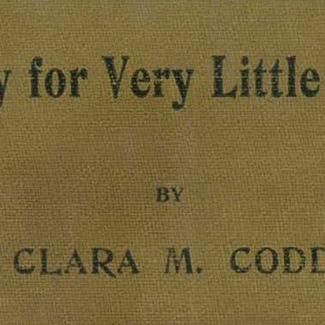 y for Very Little
BY
CLARA M. CODD